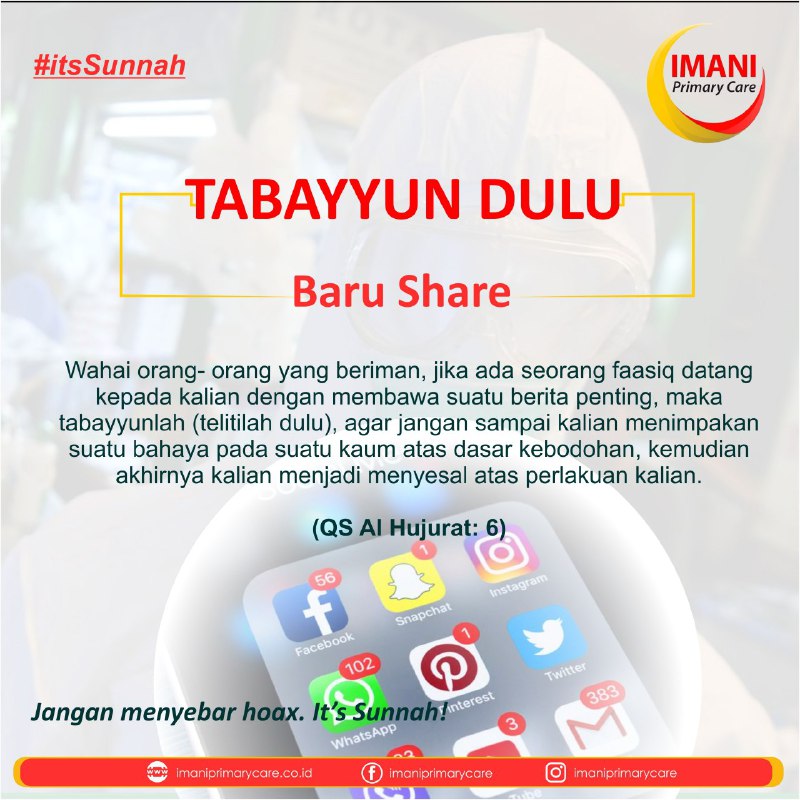 #itsSunnah
IMANI
Primary Care
TABAYYUN DULU
Baru Share
Wahai orang- orang yang beriman, jika ada seorang faasiq datang
kepada kalian dengan membawa suatu berita penting, maka
tabayyunlah (telitilah dulu), agar jangan sampai kalian menimpakan
suatu bahaya pada suatu kaum atas dasar kebodohan, kemudian
akhirnya kalian menjadi menyesal atas perlakuan kalian.
(QS Al Hujurat: 6)
56
1
Facebook
Snapchat
Instagram
102
1
WhatsApp
Pinterest
Twitter
3
383
Tube
Jangan menyebar hoax. It's Sunnah!
imaniprimarycare.co.id
imaniprimarycare
imaniprimarycare